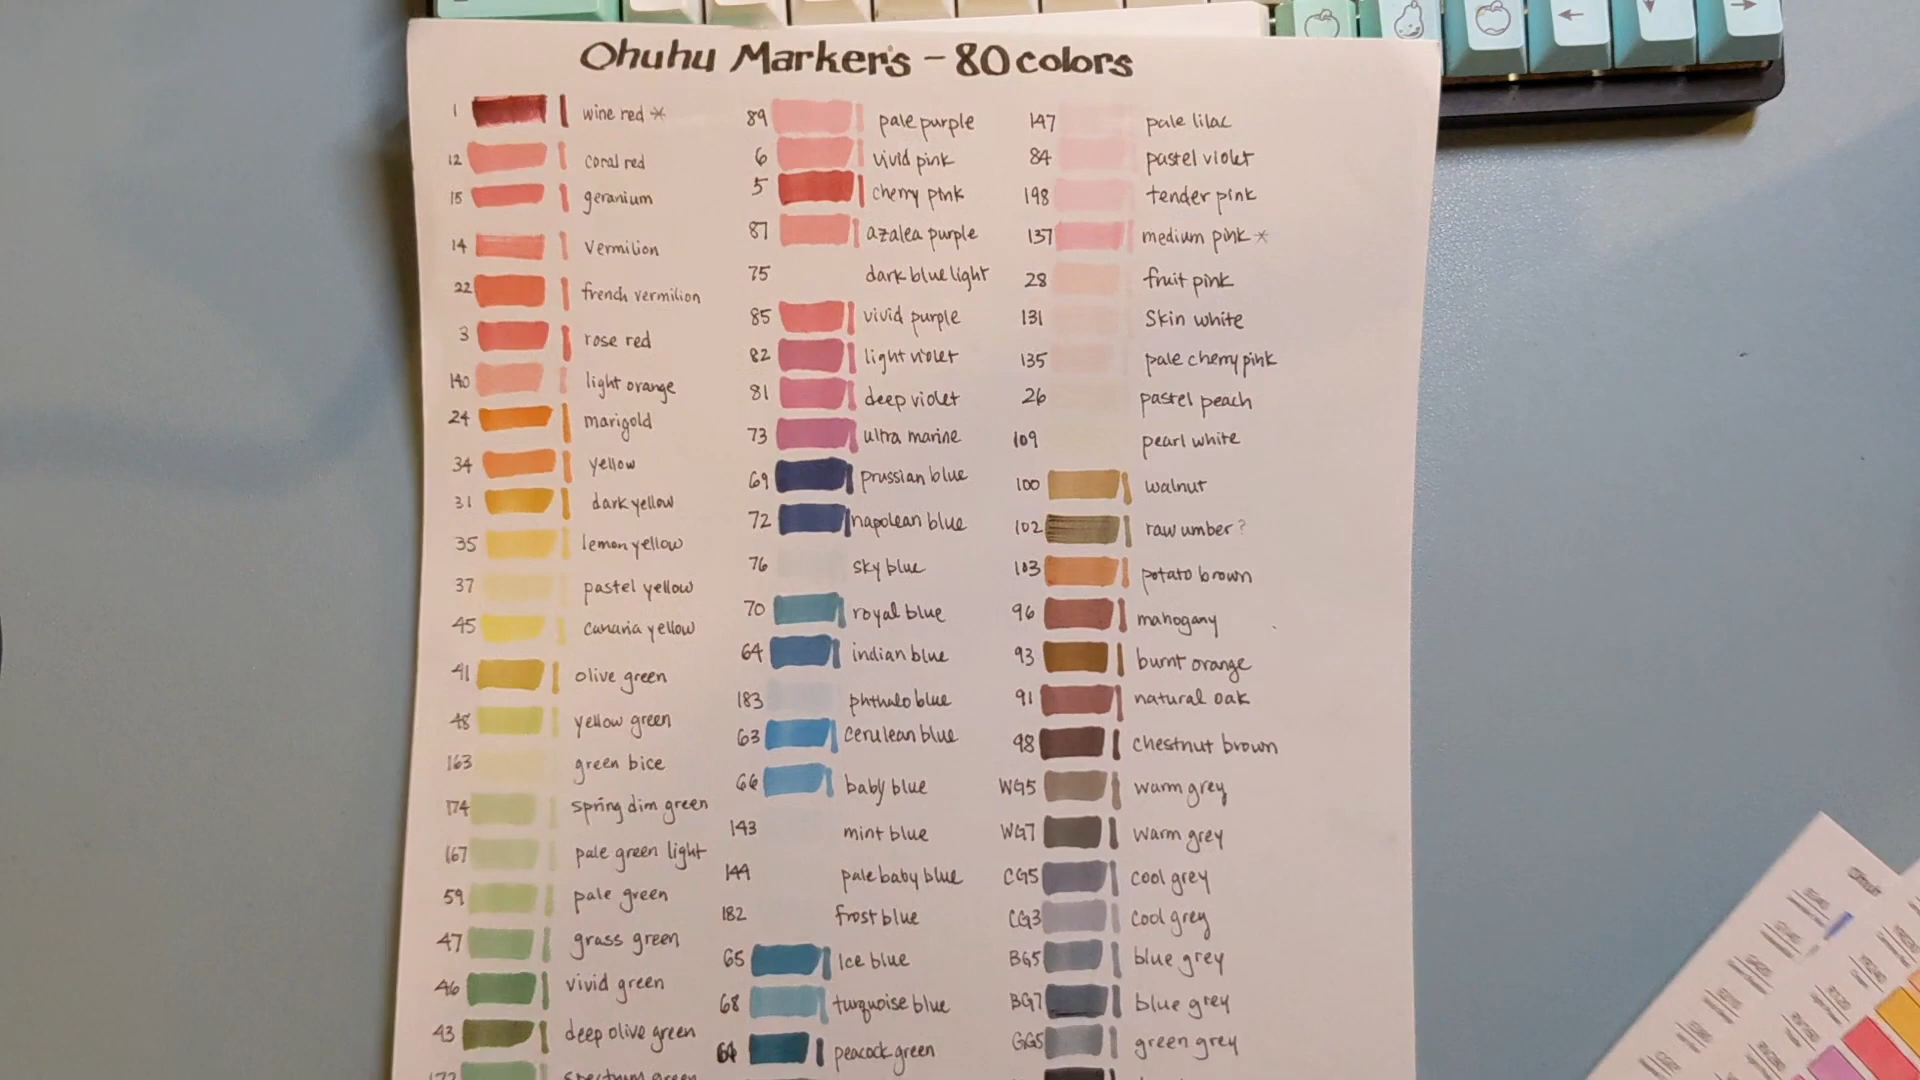 Ohuhu Markers - 80 colors
1 wine red *
12 coral red
15 geranium
14 Vermilion
22 french vermilion
3 rose red
140 light orange
24 marigold
34 yellow
31 dark yellow
35 lemon yellow
37 pastel yellow
45 canaria yellow
41 olive green
48 yellow green
163 green bice
174 spring dim green
167 pale green light
59 pale green
47 grass green
46 vivid green
43 deep olive green
172 spectrum green
89 pale purple
6 vivid pink
5 cherry pink
87 azalea purple
75 dark blue light
85 vivid purple
82 light violet
81 deep violet
73 ultra marine
69 prussian blue
72 napolean blue
76 sky blue
70 royal blue
64 indian blue
183 phthalo blue
63 cerulean blue
66 baby blue
143 mint blue
144 pale baby blue
182 frost blue
65 Ice blue
68 turquoise blue
peacock green
147 pale lilac
84 pastel violet
198 tender pink
137 medium pink *
28 fruit pink
131 Skin white
135 pale cherry pink
26 pastel peach
109 pearl white
100 walnut
102 raw umber ?
103 potato brown
96 mahogany
93 burnt orange
91 natural oak
98 chestnut brown
WG5 warm grey
WG7 warm grey
CG5 cool grey
CG3 cool grey
BG5 blue grey
BG7 blue grey
GG5 green grey